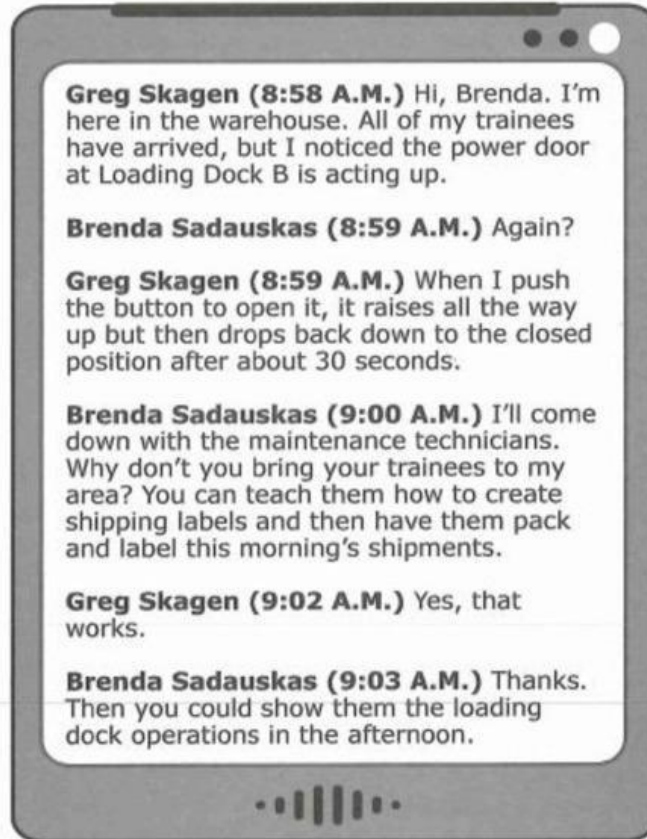 Greg Skagen (8:58 A.M.) Hi, Brenda. I'm
here in the warehouse. All of my trainees
have arrived, but I noticed the power door
at Loading Dock B is acting up.
Brenda Sadauskas (8:59 A.M.) Again?
Greg Skagen (8:59 A.M.) When I push
the button to open it, it raises all the way
up but then drops back down to the closed
position after about 30 seconds.
Brenda Sadauskas (9:00 A.M.) I'll come
down with the maintenance technicians.
Why don't you bring your trainees to my
area? You can teach them how to create
shipping labels and then have them pack
and label this morning's shipments.
Greg Skagen (9:02 A.M.) Yes, that
works.
Brenda Sadauskas (9:03 A.M.) Thanks.
Then you could show them the loading
dock operations in the afternoon.